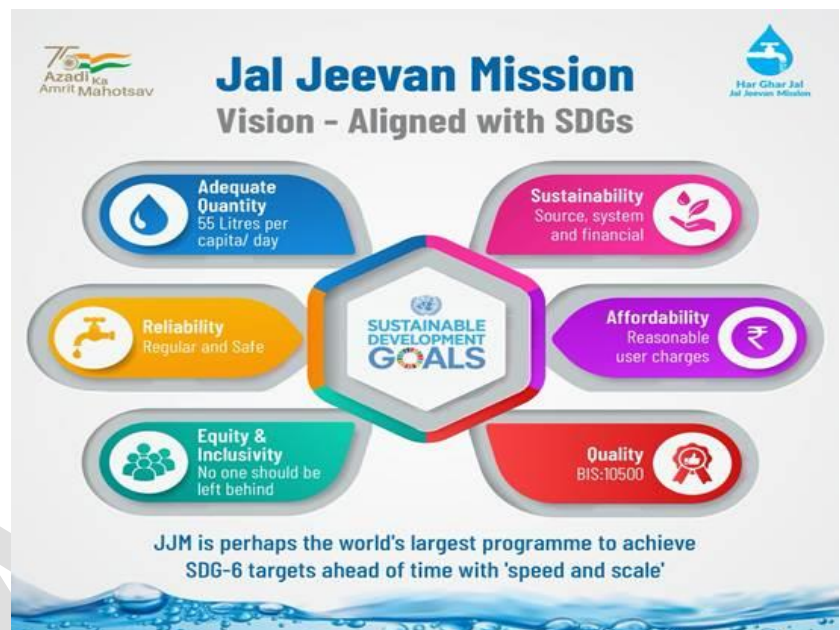 75
Azadi Ka
Amrit Mahotsav
Jal Jeevan Mission
Vision - Aligned with SDGs
Har Ghar Jal
Jal Jeevan Mission
Adequate
Quantity
55 Litres per
capita/ day
Sustainability
Source, system
and financial
Reliability
Regular and Safe
SUSTAINABLE
DEVELOPMENT
GOALS
Affordability
Reasonable
user charges
₹
Equity &
Inclusivity
No one should be
left behind
Quality
BIS:10500
JJM is perhaps the world's largest programme to achieve
SDG-6 targets ahead of time with 'speed and scale'